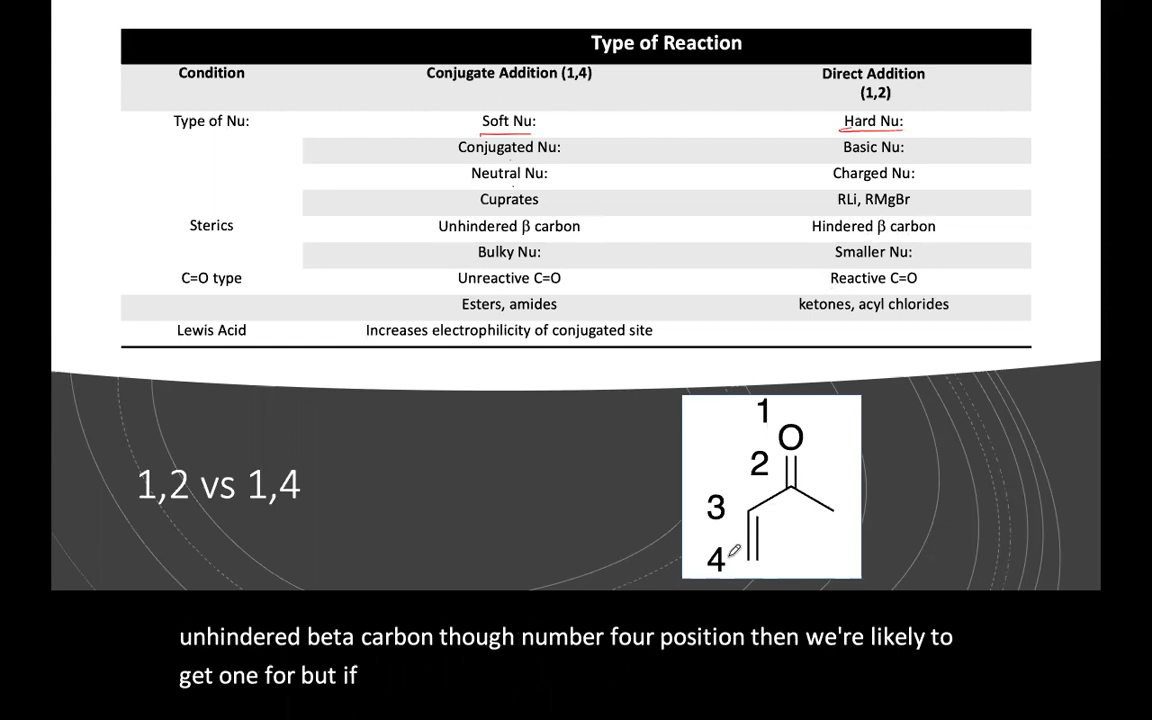 Type of Reaction
Condition Conjugate Addition (1,4) Direct Addition
(1,2)
Type of Nu: Soft Nu: Hard Nu:
Conjugated Nu: Basic Nu:
Neutral Nu: Charged Nu:
Cuprates RLi, RMgBr
Sterics Unhindered β carbon Hindered β carbon
Bulky Nu: Smaller Nu:
C=O type Unreactive C=O Reactive C=O
Esters, amides ketones, acyl chlorides
Lewis Acid Increases electrophilicity of conjugated site
1,2 vs 1,4
1
O
2
3
4
unhindered beta carbon though number four position then we're likely to
get one for but if